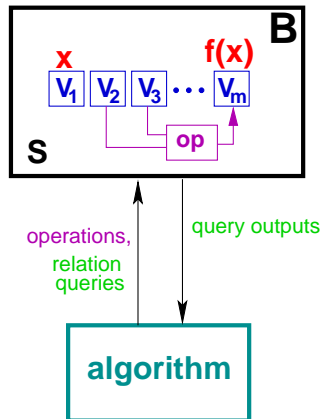 B
x f(x)
V1 V2 V3 ••• Vm
op
S
operations, query outputs
relation
queries
algorithm